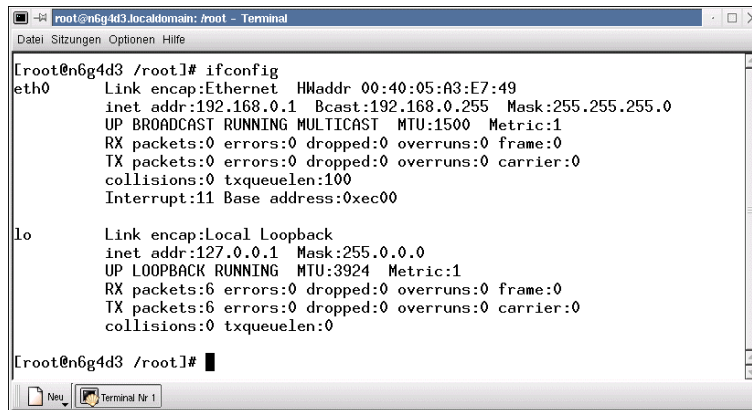 root@n6g4d3.localdomain: /root - Terminal
Datei Sitzungen Optionen Hilfe
[root@n6g4d3 /root]# ifconfig
eth0 Link encap:Ethernet HWaddr 00:40:05:A3:E7:49
inet addr:192.168.0.1 Bcast:192.168.0.255 Mask:255.255.255.0
UP BROADCAST RUNNING MULTICAST MTU:1500 Metric:1
RX packets:0 errors:0 dropped:0 overruns:0 frame:0
TX packets:0 errors:0 dropped:0 overruns:0 carrier:0
collisions:0 txqueuelen:100
Interrupt:11 Base address:0xec00
lo Link encap:Local Loopback
inet addr:127.0.0.1 Mask:255.0.0.0
UP LOOPBACK RUNNING MTU:3924 Metric:1
RX packets:6 errors:0 dropped:0 overruns:0 frame:0
TX packets:6 errors:0 dropped:0 overruns:0 carrier:0
collisions:0 txqueuelen:0
[root@n6g4d3 /root]#
Neu Terminal Nr 1